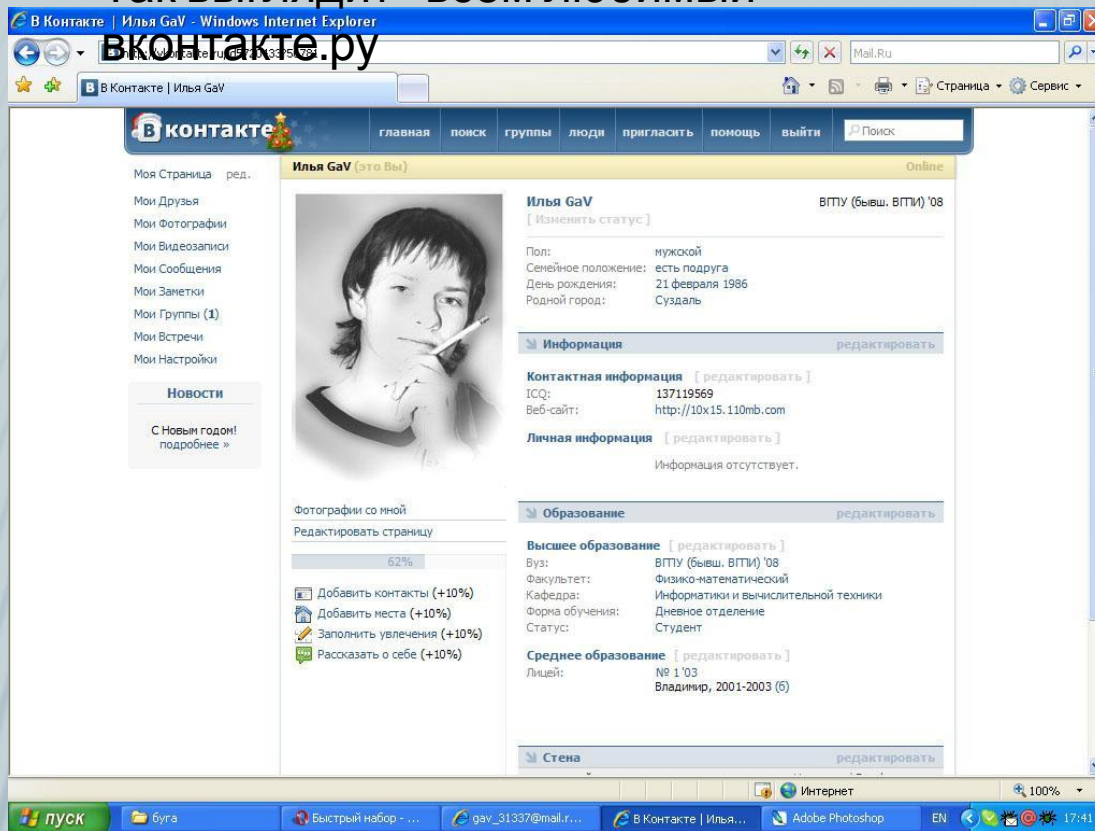 Так выглядит всем любимый
вконтакте.ру
В Контакте | Илья GaV - Windows Internet Explorer
Mail.Ru
В Контакте | Илья GaV
Страница Сервис
В контакте главная поиск группы люди пригласить помощь выйти Поиск
Моя Страница ред.
Мои Друзья
Мои Фотографии
Мои Видеозаписи
Мои Сообщения
Мои Заметки
Мои Группы (1)
Мои Встречи
Мои Настройки
Новости
С Новым годом!
подробнее »
Илья GaV (это Вы) Online
Фотографии со мной
Редактировать страницу
62%
Добавить контакты (+10%)
Добавить места (+10%)
Заполнить увлечения (+10%)
Рассказать о себе (+10%)
Илья GaV ВГПУ (бывш. ВГПИ) '08
[ Изменить статус ]
Пол: мужской
Семейное положение: есть подруга
День рождения: 21 февраля 1986
Родной город: Суздаль
Информация редактировать
Контактная информация [ редактировать ]
ICQ: 137119569
Веб-сайт: http://10x15.110mb.com
Личная информация [ редактировать ]
Информация отсутствует.
Образование редактировать
Высшее образование [ редактировать ]
Вуз: ВГПУ (бывш. ВГПИ) '08
Факультет: Физико-математический
Кафедра: Информатики и вычислительной техники
Форма обучения: Дневное отделение
Статус: Студент
Среднее образование [ редактировать ]
Лицей: № 1 '03
Владимир, 2001-2003 (б)
Стена редактировать
Интернет 100%
пуск буга Быстрый набор - ... gav_31337@mail.r... В Контакте | Илья... Adobe Photoshop EN 17:41